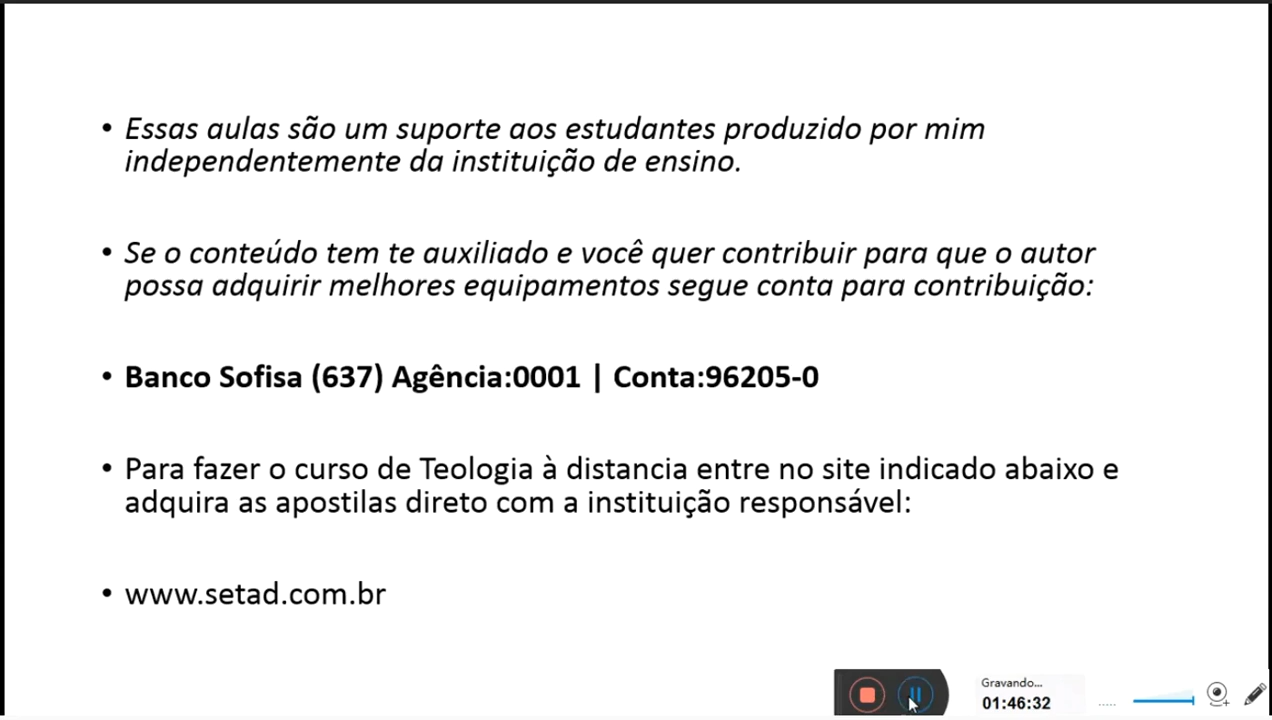 • Essas aulas são um suporte aos estudantes produzido por mim
independentemente da instituição de ensino.
• Se o conteúdo tem te auxiliado e você quer contribuir para que o autor
possa adquirir melhores equipamentos segue conta para contribuição:
• Banco Sofisa (637) Agência:0001 | Conta:96205-0
• Para fazer o curso de Teologia à distancia entre no site indicado abaixo e
adquira as apostilas direto com a instituição responsável:
• www.setad.com.br
Gravando...
01:46:32